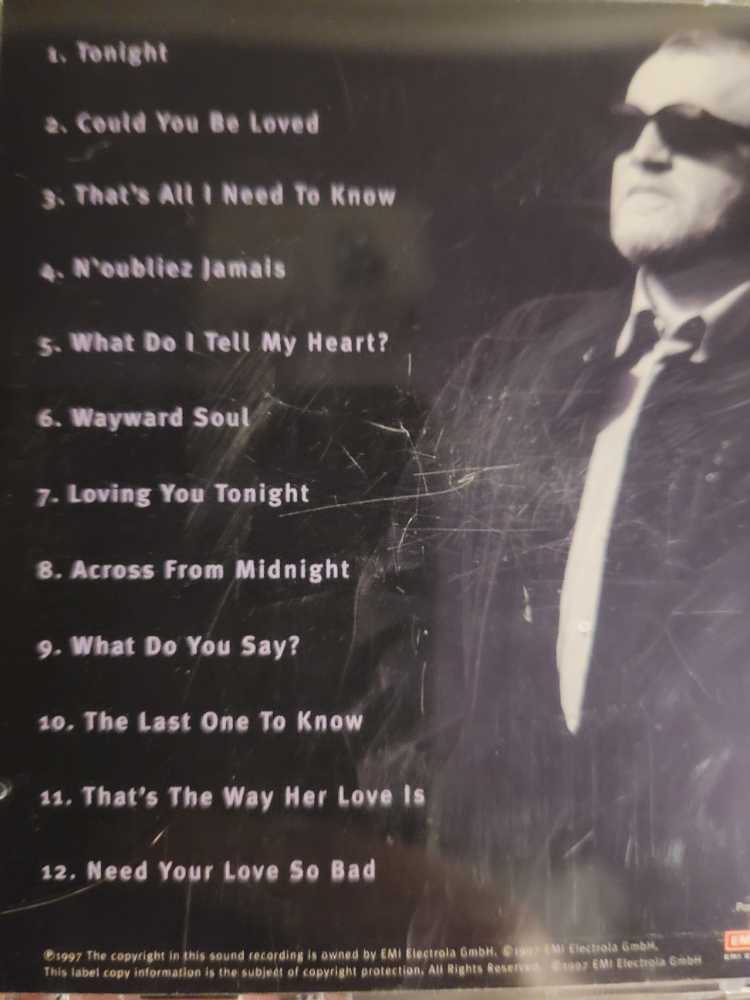 1. Tonight
2. Could You Be Loved
3. That's All I Need To Know
4. N'oubliez Jamais
5. What Do I Tell My Heart?
6. Wayward Soul
7. Loving You Tonight
8. Across From Midnight
9. What Do You Say?
10. The Last One To Know
11. That's The Way Her Love Is
12. Need Your Love So Bad
℗1997 The copyright in this sound recording is owned by EMI Electrola GmbH. ©1997 EMI Electrola GmbH.
This label copy information is the subject of copyright protection. All Rights Reserved. ©1997 EMI Electrola GmbH